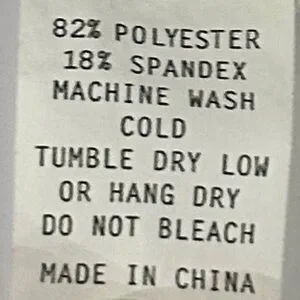 82% POLYESTER
18% SPANDEX
MACHINE WASH
COLD
TUMBLE DRY LOW
OR HANG DRY
DO NOT BLEACH
MADE IN CHINA